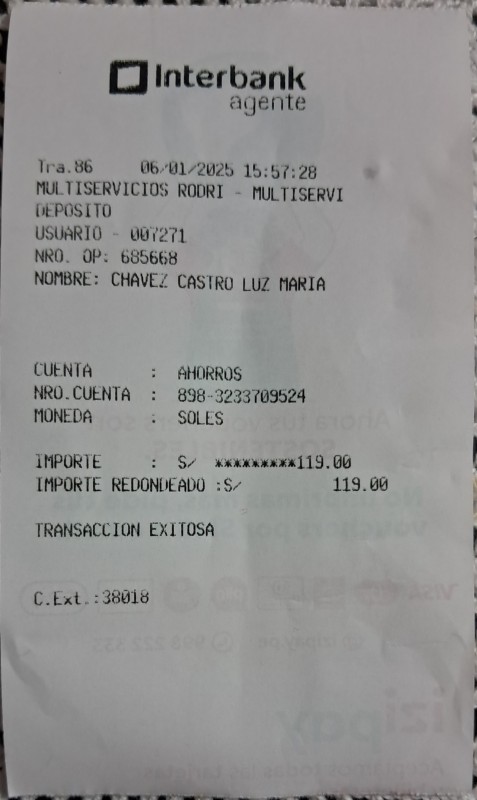 Interbank
agente
Tra.86 06/01/2025 15:57:28
MULTISERVICIOS RODRI - MULTISERVI
DEPOSITO
USUARIO - 007271
NRO. OP: 685668
NOMBRE: CHAVEZ CASTRO LUZ MARIA
CUENTA : AHORROS
NRO.CUENTA : 898-3233709524
MONEDA : SOLES
IMPORTE : S/ *********119.00
IMPORTE REDONDEADO :S/ 119.00
TRANSACCION EXITOSA
C.Ext.:38018